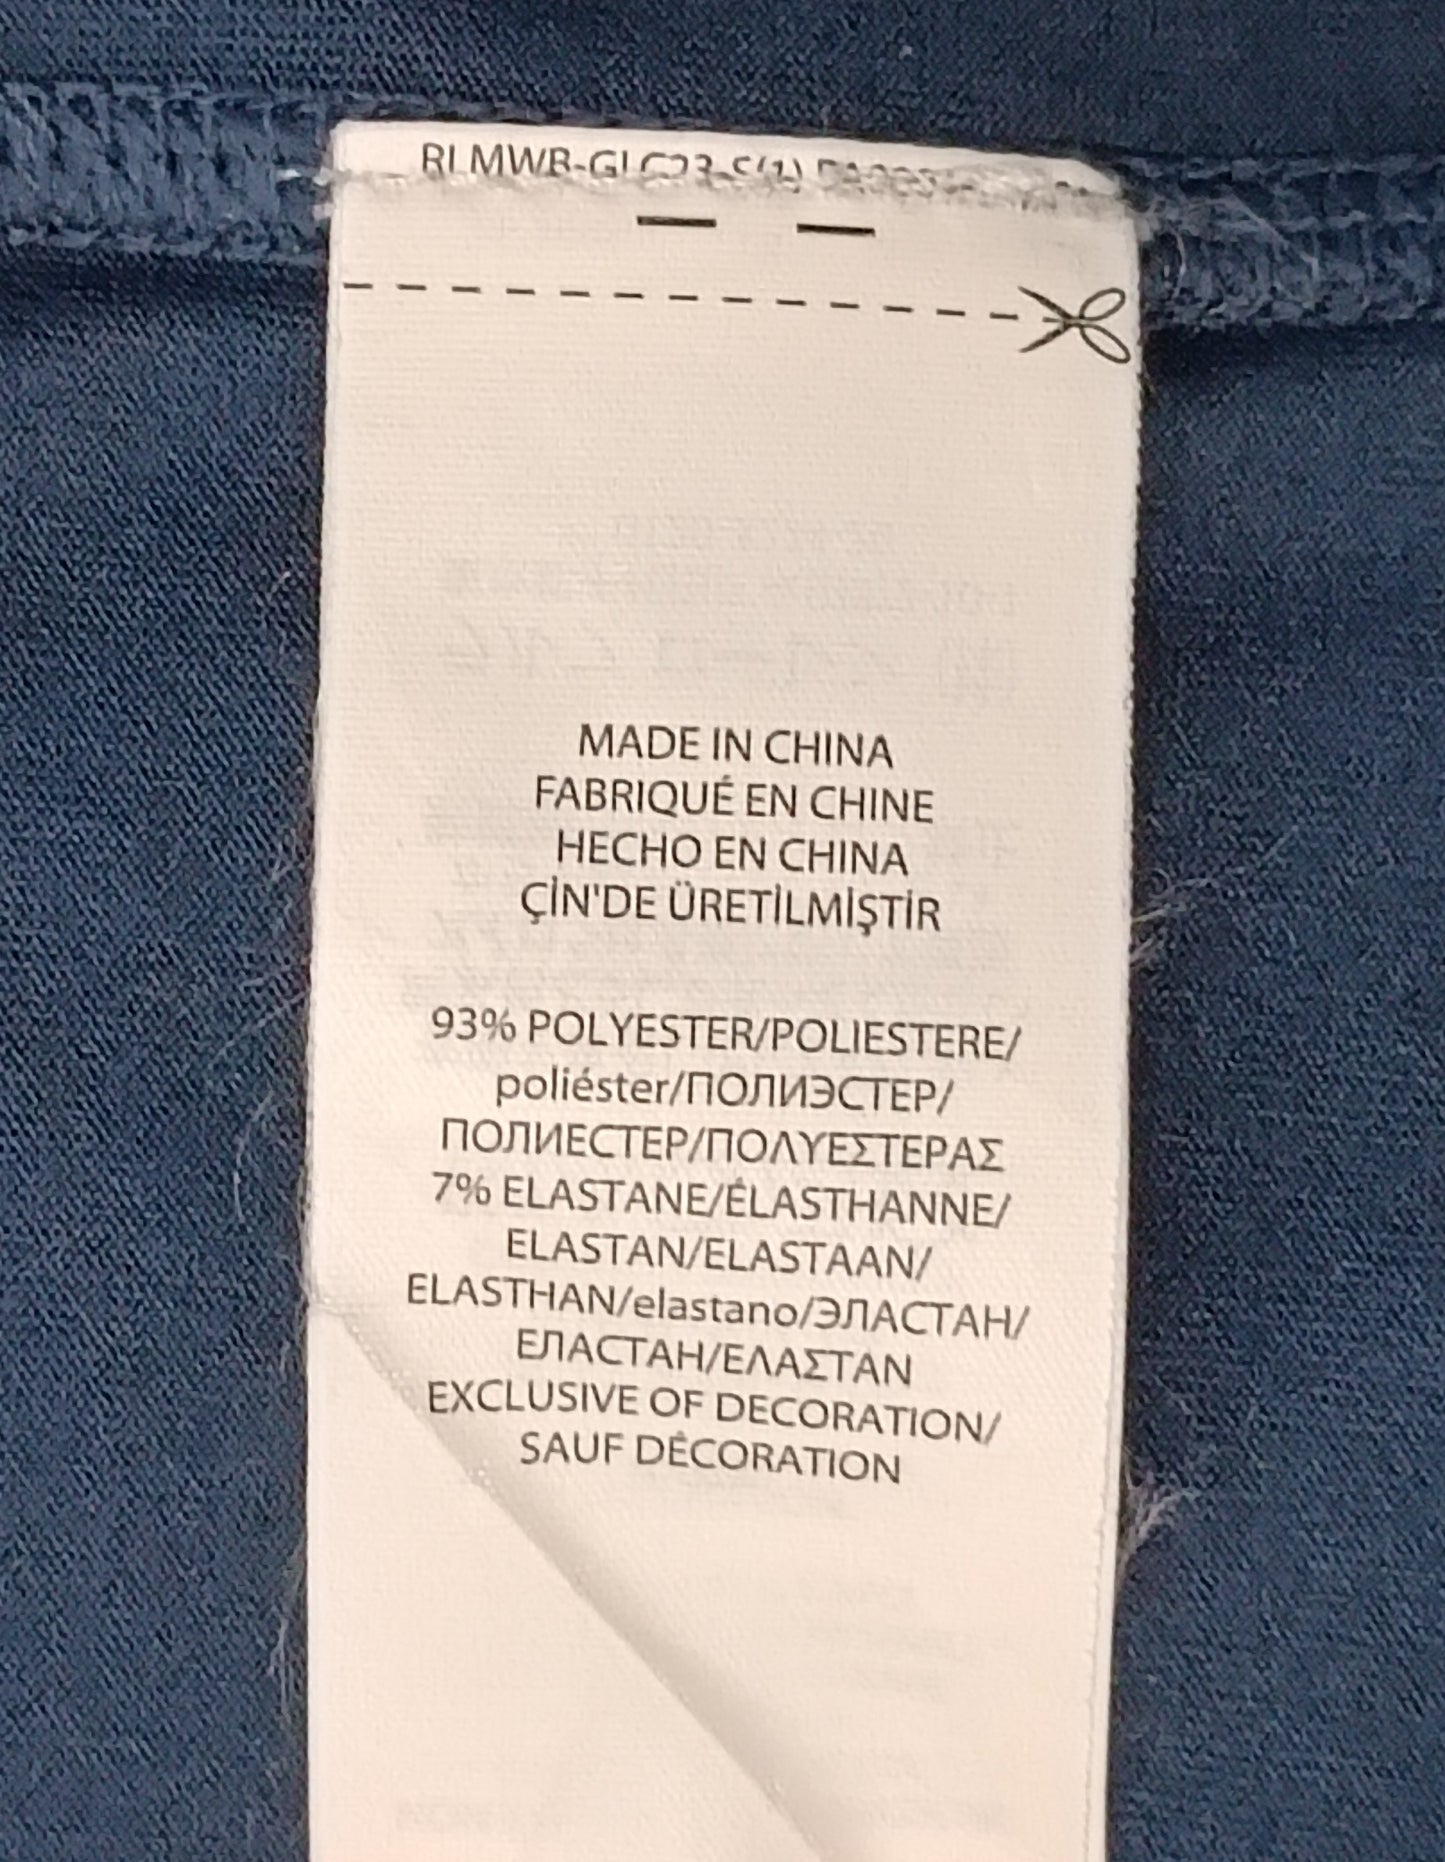 MADE IN CHINA
FABRIQUÉ EN CHINE
HECHO EN CHINA
ÇİN'DE ÜRETİLMİŞTİR
93% POLYESTER/POLIESTERE/
poliéster/ПОЛИЭСТЕР/
ПОЛИЕСТЕР/ΠΟΛΥΕΣΤΕΡΑΣ
7% ELASTANE/ÉLASTHANNE/
ELASTAN/ELASTAAN/
ELASTHAN/elastano/ЭЛАСТАН/
ЕЛАСТАН/ΕΛΑΣΤΑΝ
EXCLUSIVE OF DECORATION/
SAUF DÉCORATION